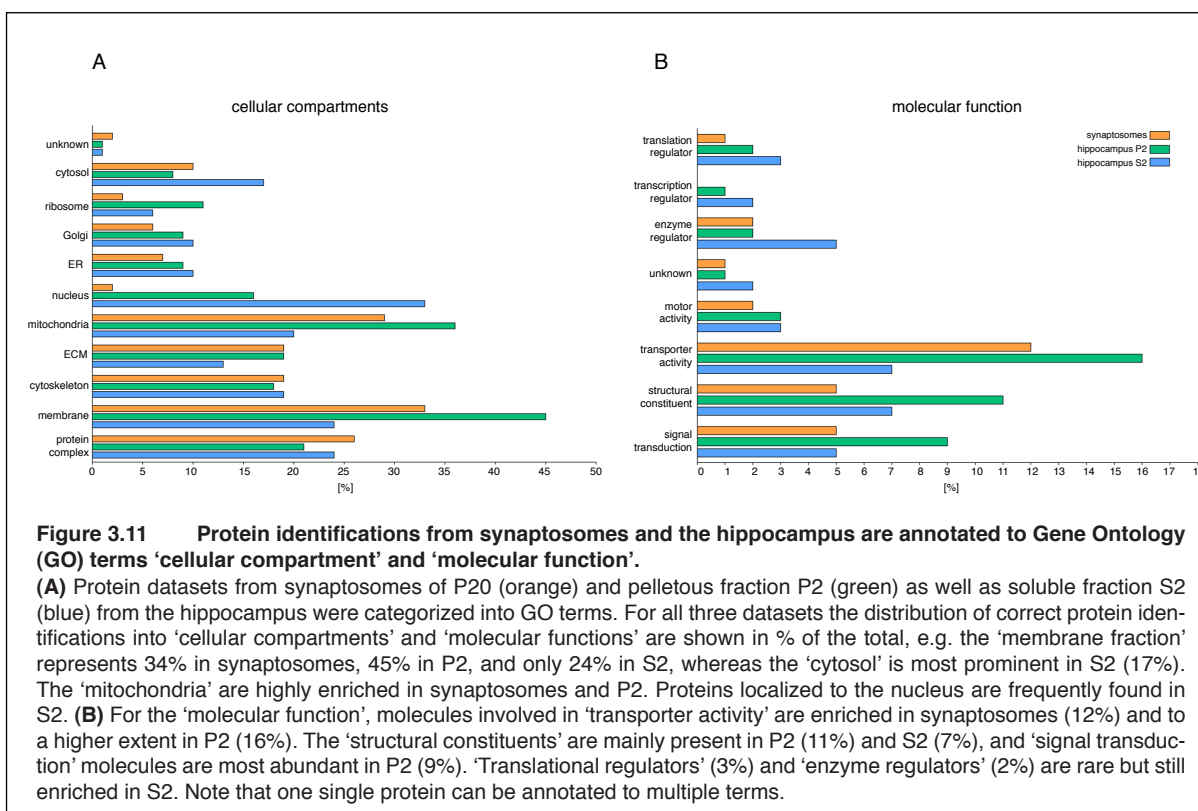 A
B
cellular compartments
molecular function
unknown
cytosol
ribosome
Golgi
ER
nucleus
mitochondria
ECM
cytoskeleton
membrane
protein
complex
0 5 10 15 20 25 30 35 40 45 50
[%]
translation
regulator
transcription
regulator
enzyme
regulator
unknown
motor
activity
transporter
activity
structural
constituent
signal
transduction
synaptosomes
hippocampus P2
hippocampus S2
0 1 2 3 4 5 6 7 8 9 10 11 12 13 14 15 16 17
[%]
Figure 3.11 Protein identifications from synaptosomes and the hippocampus are annotated to Gene Ontology
(GO) terms ‘cellular compartment’ and ‘molecular function’.
(A) Protein datasets from synaptosomes of P20 (orange) and pelletous fraction P2 (green) as well as soluble fraction S2
(blue) from the hippocampus were categorized into GO terms. For all three datasets the distribution of correct protein iden-
tifications into ‘cellular compartments’ and ‘molecular functions’ are shown in % of the total, e.g. the ‘membrane fraction’
represents 34% in synaptosomes, 45% in P2, and only 24% in S2, whereas the ‘cytosol’ is most prominent in S2 (17%).
The ‘mitochondria’ are highly enriched in synaptosomes and P2. Proteins localized to the nucleus are frequently found in
S2. (B) For the ‘molecular function’, molecules involved in ‘transporter activity’ are enriched in synaptosomes (12%) and to
a higher extent in P2 (16%). The ‘structural constituents’ are mainly present in P2 (11%) and S2 (7%), and ‘signal transduc-
tion’ molecules are most abundant in P2 (9%). ‘Translational regulators’ (3%) and ‘enzyme regulators’ (2%) are rare but still
enriched in S2. Note that one single protein can be annotated to multiple terms.